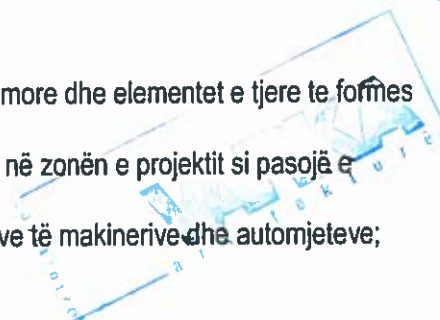 more dhe elementet e tjere te formes
në zonën e projektit si pasojë e
ve të makinerive dhe automjeteve;